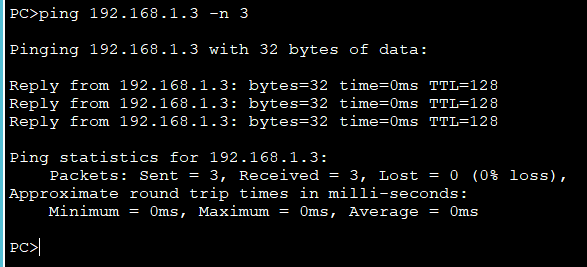 PC>ping 192.168.1.3 -n 3
Pinging 192.168.1.3 with 32 bytes of data:
Reply from 192.168.1.3: bytes=32 time=0ms TTL=128
Reply from 192.168.1.3: bytes=32 time=0ms TTL=128
Reply from 192.168.1.3: bytes=32 time=0ms TTL=128
Ping statistics for 192.168.1.3:
    Packets: Sent = 3, Received = 3, Lost = 0 (0% loss),
Approximate round trip times in milli-seconds:
    Minimum = 0ms, Maximum = 0ms, Average = 0ms
PC>